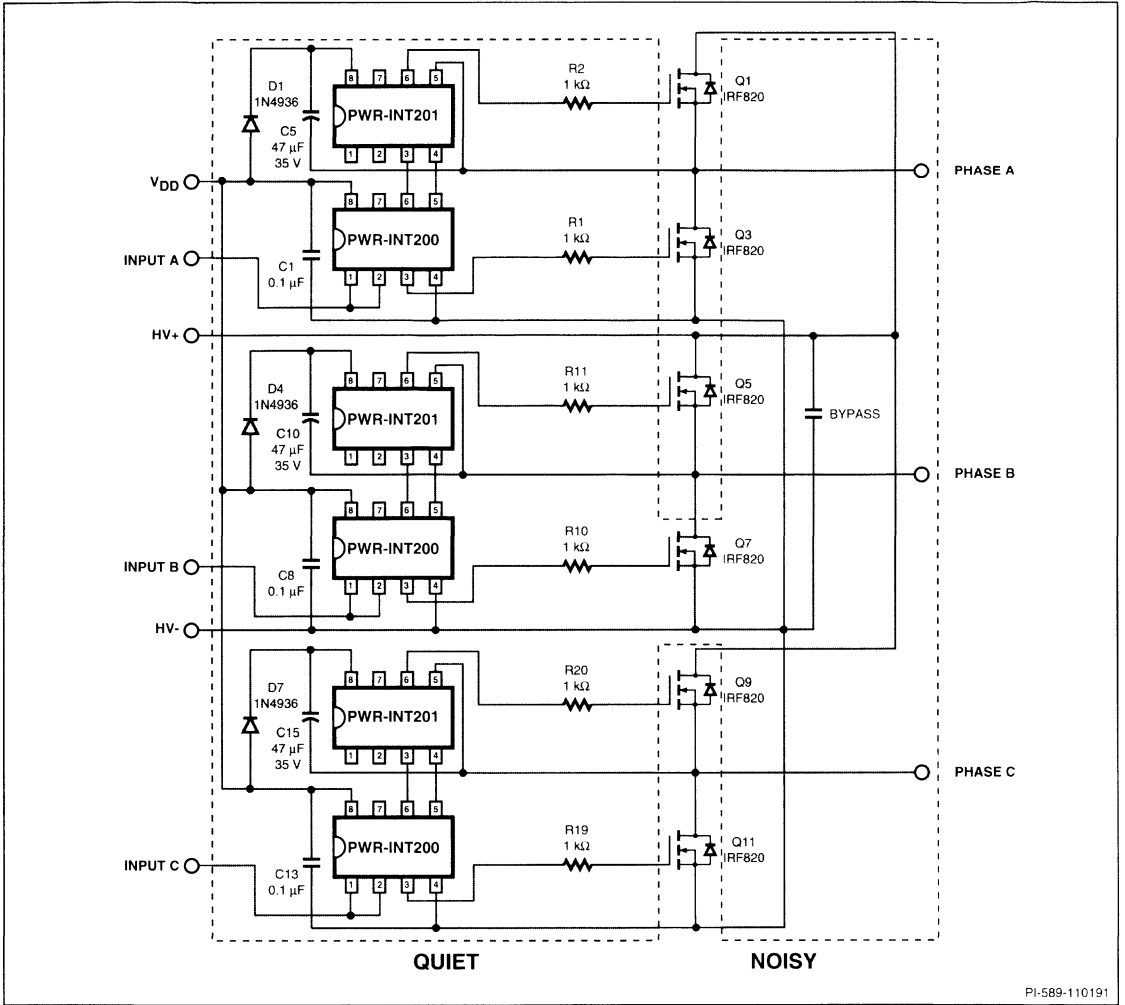 8 7 6 5
D1
1N4936
C5
47 µF
35 V
PWR-INT201
1 2 3 4
R2
1 kΩ
Q1
IRF820
PHASE A
VDD
8 7 6 5
INPUT A
C1
0.1 µF
PWR-INT200
1 2 3 4
R1
1 kΩ
Q3
IRF820
HV+
8 7 6 5
D4
1N4936
C10
47 µF
35 V
PWR-INT201
1 2 3 4
R11
1 kΩ
Q5
IRF820
BYPASS
PHASE B
8 7 6 5
INPUT B
C8
0.1 µF
PWR-INT200
1 2 3 4
R10
1 kΩ
Q7
IRF820
HV-
8 7 6 5
D7
1N4936
C15
47 µF
35 V
PWR-INT201
1 2 3 4
R20
1 kΩ
Q9
IRF820
PHASE C
8 7 6 5
INPUT C
C13
0.1 µF
PWR-INT200
1 2 3 4
R19
1 kΩ
Q11
IRF820
QUIET
NOISY
PI-589-110191